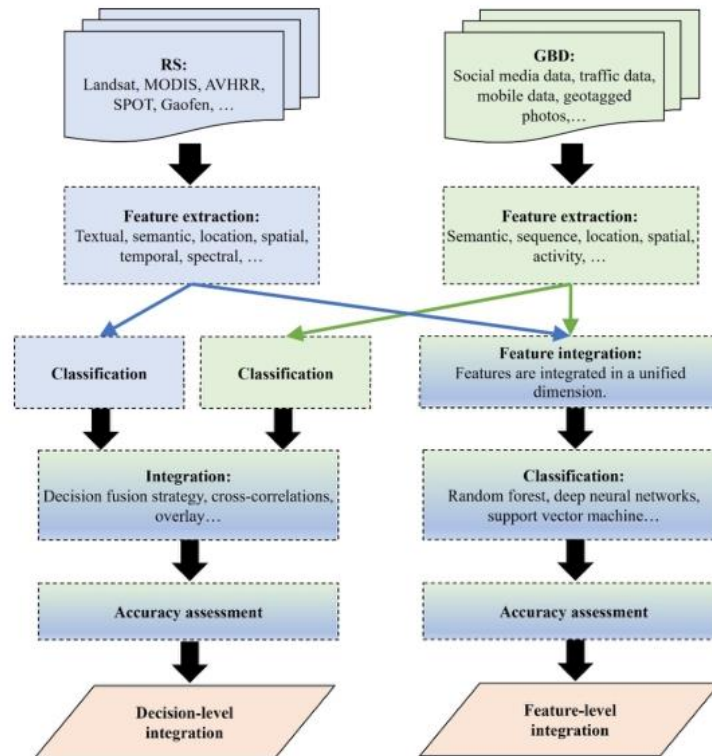 RS:
Landsat, MODIS, AVHRR,
SPOT, Gaofen, …
GBD:
Social media data, traffic data,
mobile data, geotagged
photos,…
Feature extraction:
Textual, semantic, location, spatial,
temporal, spectral, …
Feature extraction:
Semantic, sequence, location, spatial,
activity, …
Classification
Classification
Feature integration:
Features are integrated in a unified
dimension.
Integration:
Decision fusion strategy, cross-correlations,
overlay…
Classification:
Random forest, deep neural networks,
support vector machine…
Accuracy assessment
Accuracy assessment
Decision-level
integration
Feature-level
integration